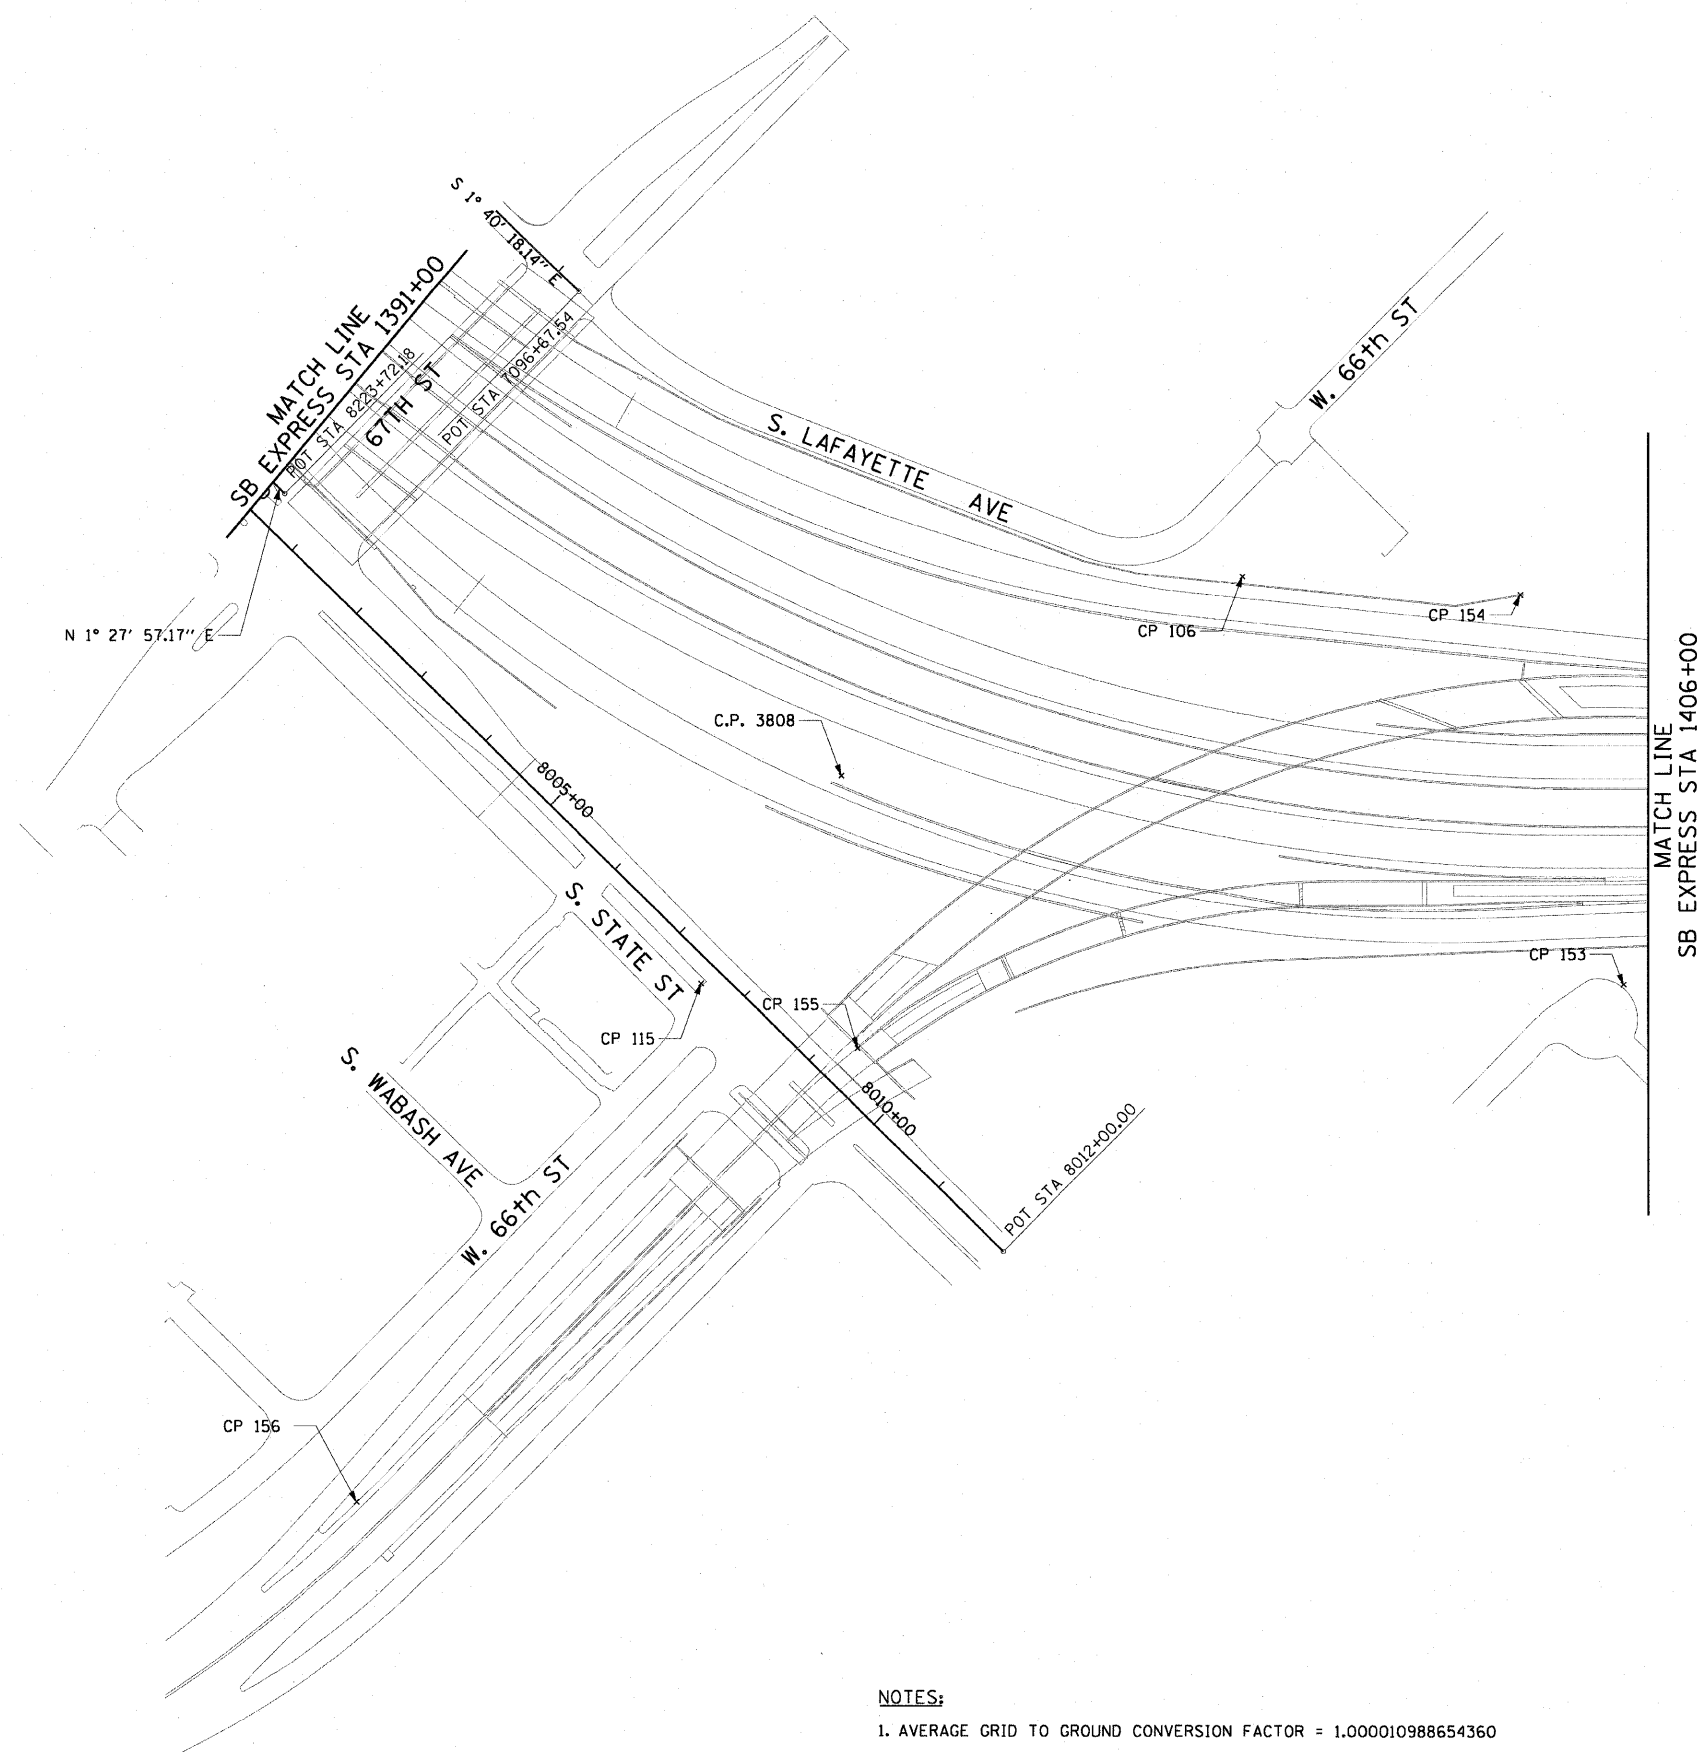 S 1° 40' 18.14" E
MATCH LINE
SB EXPRESS STA 1391+00
POT STA 8223+72.18
67TH ST
POT STA 7096+67.54
S. LAFAYETTE AVE
W. 66th ST
N 1° 27' 57.17" E
CP 106
CP 154
C.P. 3808
MATCH LINE
SB EXPRESS STA 1406+00
8005+00
S. STATE ST
CP 153
CP 155
CP 115
S. WABASH AVE
8010+00
POT STA 8012+00.00
W. 66th ST
CP 156
NOTES:
1. AVERAGE GRID TO GROUND CONVERSION FACTOR = 1.000010988654360